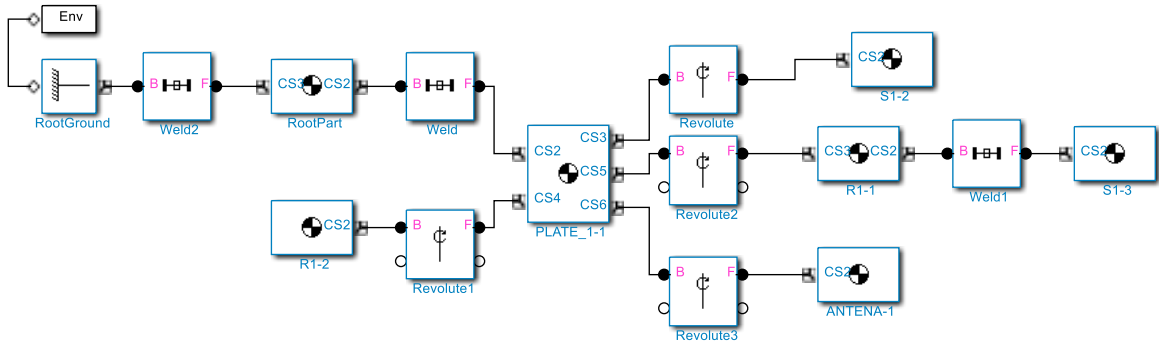 Env
RootGround
B F
Weld2
CS3 CS2
RootPart
B F
Weld
B F
Revolute
CS2
S1-2
CS2
CS4
CS3
CS5
CS6
PLATE_1-1
B F
Revolute2
CS3 CS2
R1-1
B F
Weld1
CS2
S1-3
CS2
R1-2
B F
Revolute1
B F
Revolute3
CS2
ANTENA-1